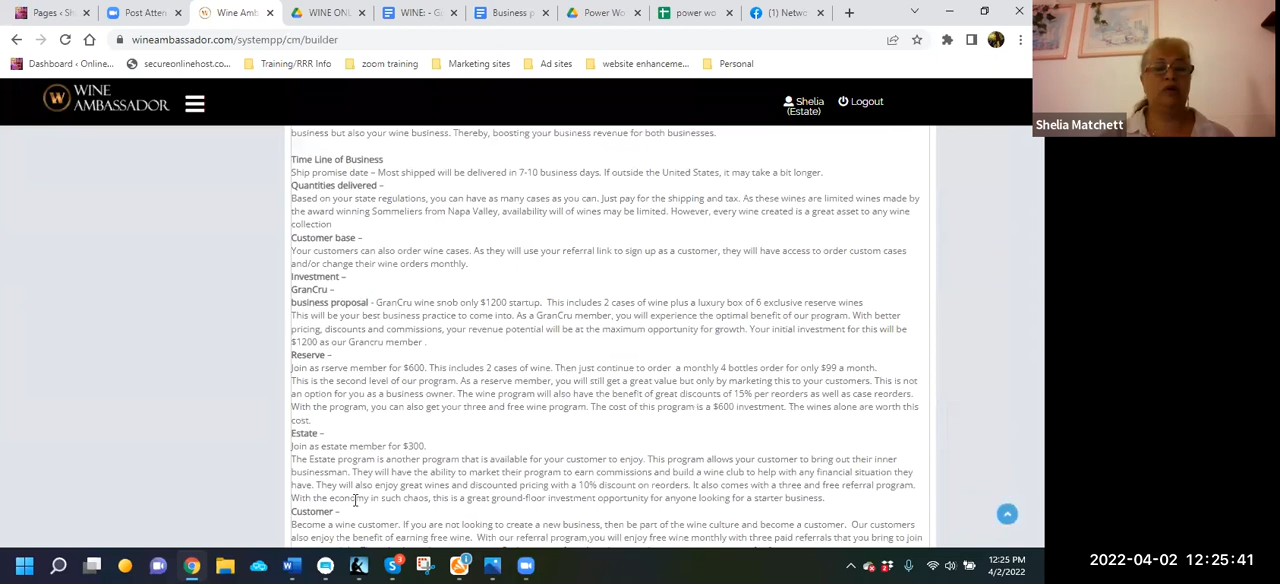 Pages ‹ Sh
Post Atten
Wine Amb
WINE ONL
WINE: - G
Business p
Power Wo
power wo
(1) Netwo
wineambassador.com/systempp/cm/builder
Dashboard ‹ Online...
secureonlinehost.co...
Training/RRR Info
zoom training
Marketing sites
Ad sites
website enhanceme...
Personal
W
WINE
AMBASSADOR
Shelia
(Estate)
Logout
Shelia Matchett
business but also your wine business. Thereby, boosting your business revenue for both businesses.
Time Line of Business
Ship promise date – Most shipped will be delivered in 7-10 business days. If outside the United States, it may take a bit longer.
Quantities delivered –
Based on your state regulations, you can have as many cases as you can. Just pay for the shipping and tax. As these wines are limited wines made by
the award winning Sommeliers from Napa Valley, availability will of wines may be limited. However, every wine created is a great asset to any wine
collection
Customer base –
Your customers can also order wine cases. As they will use your referral link to sign up as a customer, they will have access to order custom cases
and/or change their wine orders monthly.
Investment –
GranCru –
business proposal - GranCru wine snob only $1200 startup. This includes 2 cases of wine plus a luxury box of 6 exclusive reserve wines
This will be your best business practice to come into. As a GranCru member, you will experience the optimal benefit of our program. With better
pricing, discounts and commissions, your revenue potential will be at the maximum opportunity for growth. Your initial investment for this will be
$1200 as our Grancru member .
Reserve –
Join as rserve member for $600. This includes 2 cases of wine. Then just continue to order a monthly 4 bottles order for only $99 a month.
This is the second level of our program. As a reserve member, you will still get a great value but only by marketing this to your customers. This is not
an option for you as a business owner. The wine program will also have the benefit of great discounts of 15% per reorders as well as case reorders.
With the program, you can also get your three and free wine program. The cost of this program is a $600 investment. The wines alone are worth this
cost.
Estate –
Join as estate member for $300.
The Estate program is another program that is available for your customer to enjoy. This program allows your customer to bring out their inner
businessman. They will have the ability to market their program to earn commissions and build a wine club to help with any financial situation they
have. They will also enjoy great wines and discounted pricing with a 10% discount on reorders. It also comes with a three and free referral program.
With the economy in such chaos, this is a great ground-floor investment opportunity for anyone looking for a starter business.
Customer –
Become a wine customer. If you are not looking to create a new business, then be part of the wine culture and become a customer. Our customers
also enjoy the benefit of earning free wine. With our referral program,you will enjoy free wine monthly with three paid referrals that you bring to join
12:25 PM
4/2/2022
2022-04-02 12:25:41